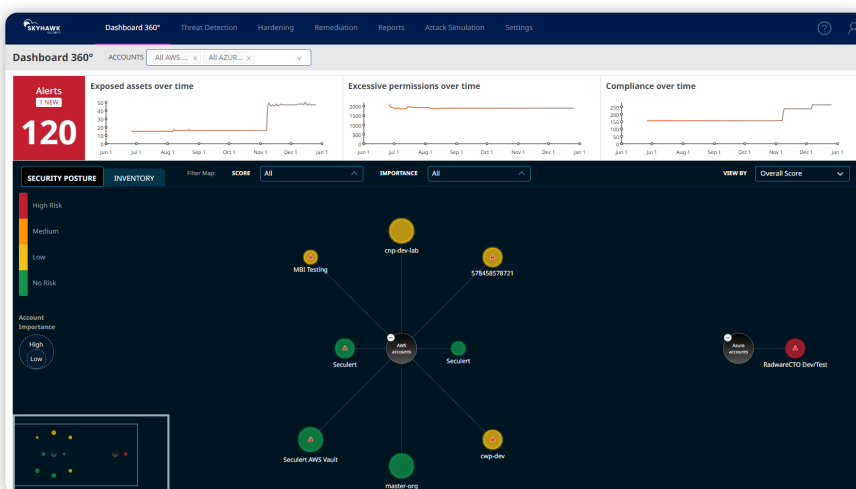 SKYHAWK
SECURITY
Dashboard 360° Threat Detection Hardening Remediation Reports Attack Simulation Settings
?
Dashboard 360° ACCOUNTS All AWS ... × All AZUR... ×
Alerts
1 NEW
120
Exposed assets over time
50
40
30
20
10
0
Jun 1 Jul 1 Aug 1 Sep 1 Oct 1 Nov 1 Dec 1 Jan 1
Excessive permissions over time
2000
1500
1000
500
0
Jun 1 Jul 1 Aug 1 Sep 1 Oct 1 Nov 1 Dec 1 Jan 1
Compliance over time
250
200
150
100
50
0
Jun 1 Jul 1 Aug 1 Sep 1 Oct 1 Nov 1 Dec 1 Jan 1
SECURITY POSTURE INVENTORY Filter Map: SCORE All IMPORTANCE All VIEW BY Overall Score
High Risk
Medium
Low
No Risk
Account
Importance
High
Low
cnp-dev-lab
MBI Testing
578458578721
Seculert
AWS
accounts
Seculert
Azure
accounts
RadwareCTO Dev/Test
Seculert AWS Vault
cwp-dev
master-org